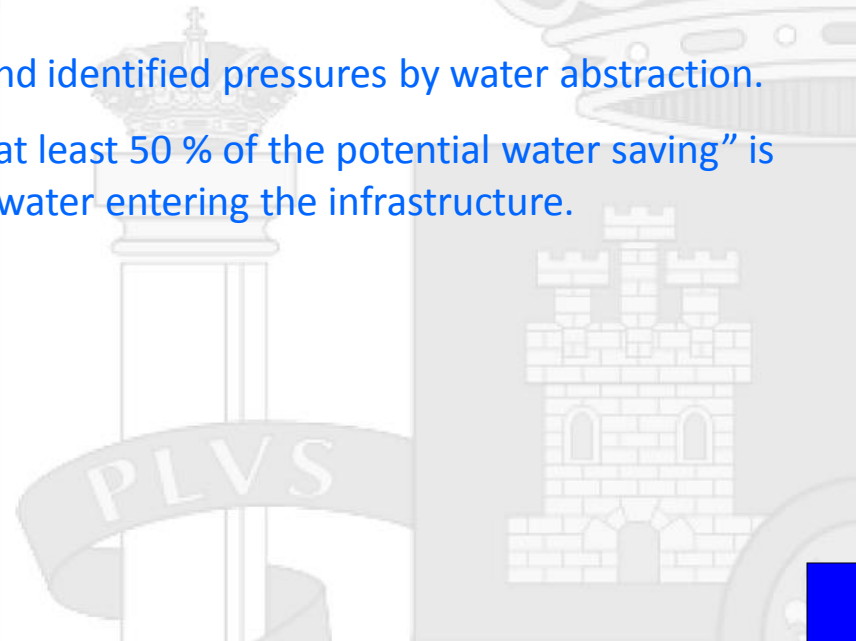 nd identified pressures by water abstraction.
at least 50 % of the potential water saving” is
water entering the infrastructure.
PLVS